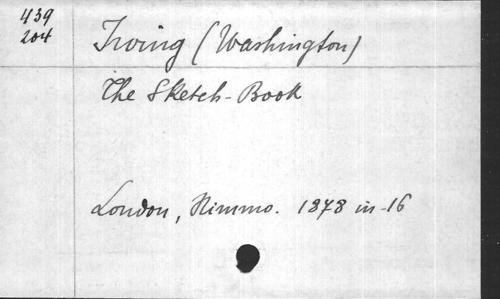 439
204
Irving (Washington)
The Sketch-Book
London, Nimmo. 1878 in-16